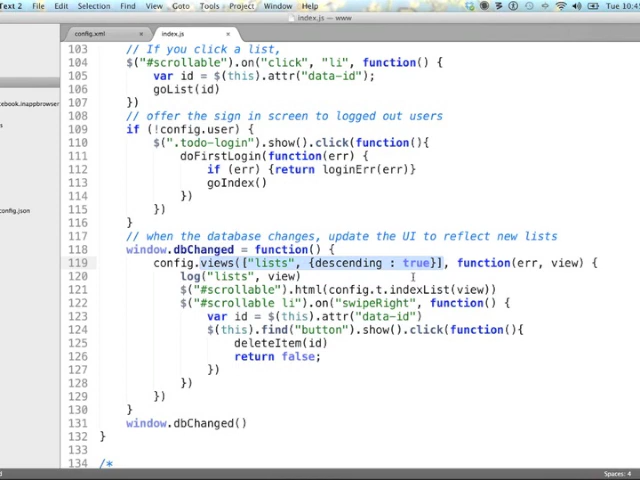 Text 2 File Edit Selection Find View Goto Tools Project Window Help Tue 10:45
index.js — www
config.xml index.js
cebook.inappbrowser
s
config.json
103 // If you click a list,
104 $("#scrollable").on("click", "li", function() {
105 var id = $(this).attr("data-id");
106 goList(id)
107 })
108 // offer the sign in screen to logged out users
109 if (!config.user) {
110 $(".todo-login").show().click(function(){
111 doFirstLogin(function(err) {
112 if (err) {return loginErr(err)}
113 goIndex()
114 })
115 })
116 }
117 // when the database changes, update the UI to reflect new lists
118 window.dbChanged = function() {
119 config.views(["lists", {descending : true}], function(err, view) {
120 log("lists", view)
121 $("#scrollable").html(config.t.indexList(view))
122 $("#scrollable li").on("swipeRight", function() {
123 var id = $(this).attr("data-id")
124 $(this).find("button").show().click(function(){
125 deleteItem(id)
126 return false;
127 })
128 })
129 })
130 }
131 window.dbChanged()
132 }
133
134 /*
Spaces: 4